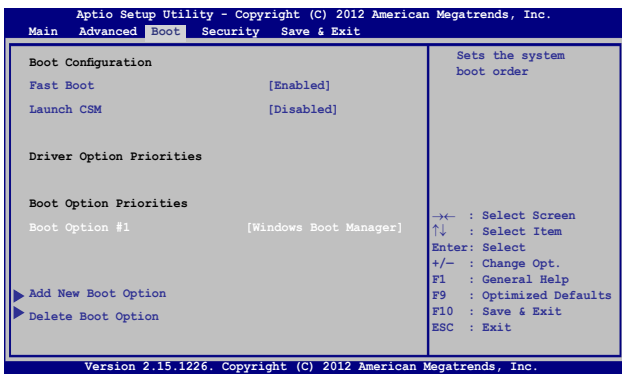 Aptio Setup Utility - Copyright (C) 2012 American Megatrends, Inc.
Main Advanced Boot Security Save & Exit
Boot Configuration
Fast Boot [Enabled]
Launch CSM [Disabled]
Driver Option Priorities
Boot Option Priorities
Boot Option #1 [Windows Boot Manager]
Add New Boot Option
Delete Boot Option
Sets the system
boot order
→← : Select Screen
↑↓ : Select Item
Enter: Select
+/— : Change Opt.
F1 : General Help
F9 : Optimized Defaults
F10 : Save & Exit
ESC : Exit
Version 2.15.1226. Copyright (C) 2012 American Megatrends, Inc.